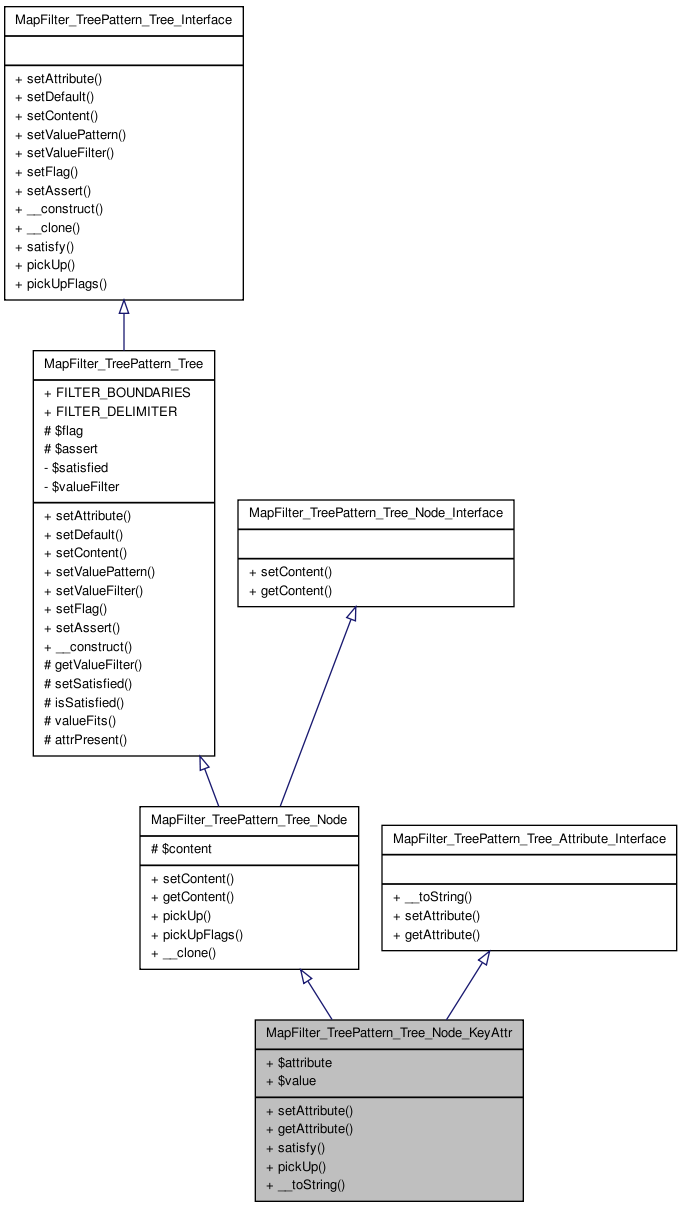 MapFilter_TreePattern_Tree_Interface
+ setAttribute()
+ setDefault()
+ setContent()
+ setValuePattern()
+ setValueFilter()
+ setFlag()
+ setAssert()
+ __construct()
+ __clone()
+ satisfy()
+ pickUp()
+ pickUpFlags()
MapFilter_TreePattern_Tree
+ FILTER_BOUNDARIES
+ FILTER_DELIMITER
# $flag
# $assert
- $satisfied
- $valueFilter
+ setAttribute()
+ setDefault()
+ setContent()
+ setValuePattern()
+ setValueFilter()
+ setFlag()
+ setAssert()
+ __construct()
# getValueFilter()
# setSatisfied()
# isSatisfied()
# valueFits()
# attrPresent()
MapFilter_TreePattern_Tree_Node_Interface
+ setContent()
+ getContent()
MapFilter_TreePattern_Tree_Node
# $content
+ setContent()
+ getContent()
+ pickUp()
+ pickUpFlags()
+ __clone()
MapFilter_TreePattern_Tree_Attribute_Interface
+ __toString()
+ setAttribute()
+ getAttribute()
MapFilter_TreePattern_Tree_Node_KeyAttr
+ $attribute
+ $value
+ setAttribute()
+ getAttribute()
+ satisfy()
+ pickUp()
+ __toString()